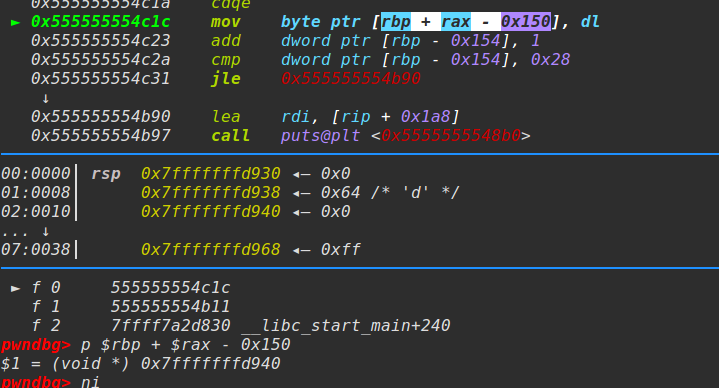 0x555555554c1a cdqe
► 0x555555554c1c mov byte ptr [rbp + rax - 0x150], dl
0x555555554c23 add dword ptr [rbp - 0x154], 1
0x555555554c2a cmp dword ptr [rbp - 0x154], 0x28
0x555555554c31 jle 0x555555554b90
↓
0x555555554b90 lea rdi, [rip + 0x1a8]
0x555555554b97 call puts@plt <0x5555555548b0>
00:0000│ rsp 0x7fffffffd930 ◂— 0x0
01:0008│ 0x7fffffffd938 ◂— 0x64 /* 'd' */
02:0010│ 0x7fffffffd940 ◂— 0x0
... ↓
07:0038│ 0x7fffffffd968 ◂— 0xff
► f 0 555555554c1c
f 1 555555554b11
f 2 7ffff7a2d830 __libc_start_main+240
pwndbg> p $rbp + $rax - 0x150
$1 = (void *) 0x7fffffffd940
pwndbg> ni